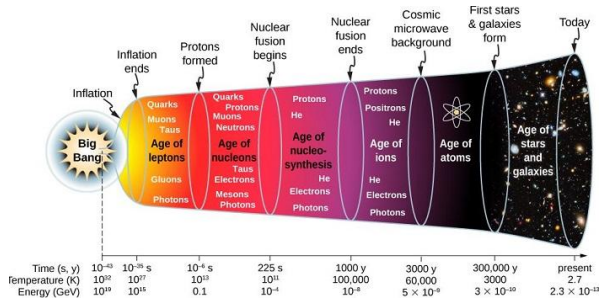 Inflation
Inflation
ends
Protons
formed
Nuclear
fusion
begins
Nuclear
fusion
ends
Cosmic
microwave
background
First stars
& galaxies
form
Today
Big
Bang
Quarks
Muons
Taus
Age of
leptons
Gluons
Photons
Quarks
Protons
Muons
Neutrons
Age of
nucleons
Taus
Electrons
Mesons
Photons
Protons
He
Age of
nucleo-
synthesis
He
Electrons
Photons
Protons
Positrons
He
Age of
ions
He
Electrons
Photons
Age of
atoms
Age of
stars
and
galaxies
Time (s, y) 10⁻⁴³ 10⁻³⁵ s 10⁻⁶ s 225 s 1000 y 3000 y 300,000 y present
Temperature (K) 10³² 10²⁷ 10¹³ 10¹¹ 100,000 60,000 3000 2.7
Energy (GeV) 10¹⁹ 10¹⁵ 0.1 10⁻⁴ 10⁻⁸ 5 × 10⁻⁹ 3 × 10⁻¹⁰ 2.3 × 10⁻¹³